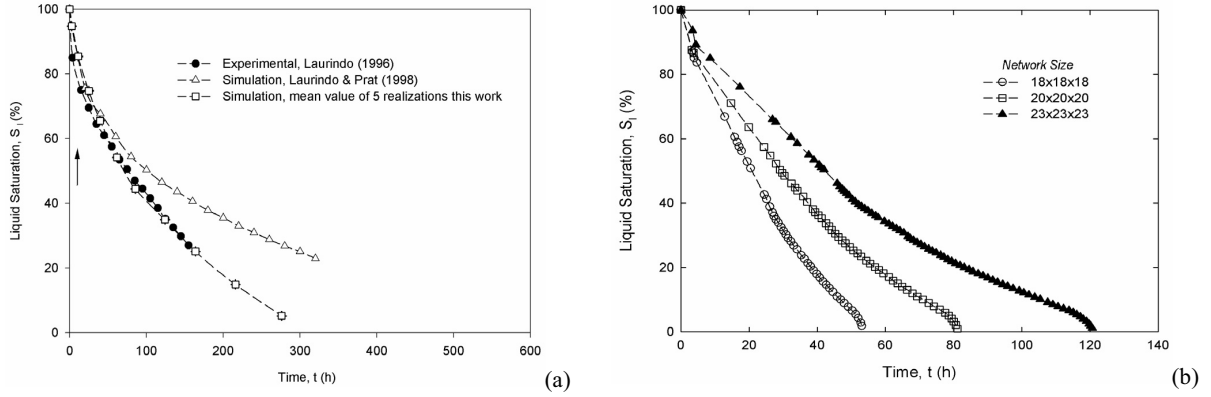 100
80
60
40
20
0
Liquid Saturation, Sl (%)
Experimental, Laurindo (1996)
Simulation, Laurindo & Prat (1998)
Simulation, mean value of 5 realizations this work
0 100 200 300 400 500 600
Time, t (h)
(a)
100
80
60
40
20
0
Liquid Saturation, Sl (%)
Network Size
18x18x18
20x20x20
23x23x23
0 20 40 60 80 100 120 140
Time, t (h)
(b)